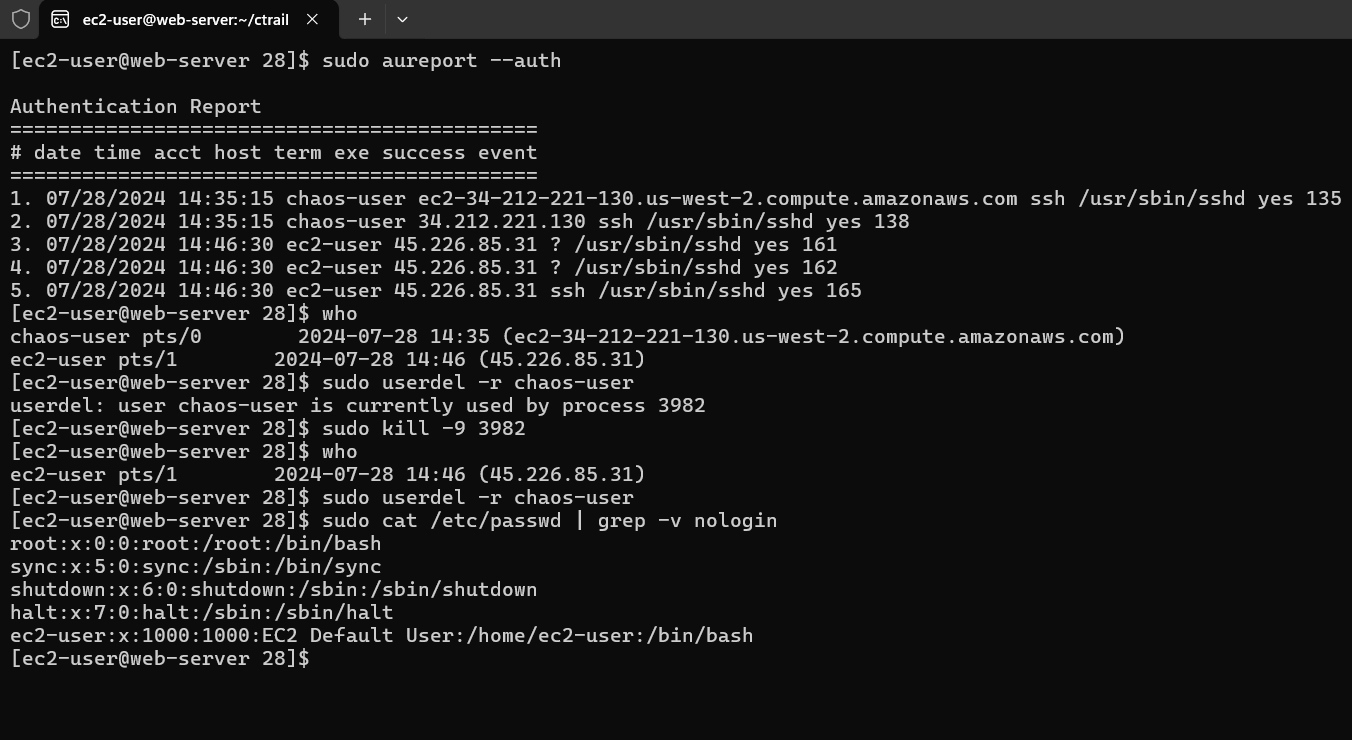 ec2-user@web-server:~/ctrail
[ec2-user@web-server 28]$ sudo aureport --auth
Authentication Report
============================================
# date time acct host term exe success event
============================================
1. 07/28/2024 14:35:15 chaos-user ec2-34-212-221-130.us-west-2.compute.amazonaws.com ssh /usr/sbin/sshd yes 135
2. 07/28/2024 14:35:15 chaos-user 34.212.221.130 ssh /usr/sbin/sshd yes 138
3. 07/28/2024 14:46:30 ec2-user 45.226.85.31 ? /usr/sbin/sshd yes 161
4. 07/28/2024 14:46:30 ec2-user 45.226.85.31 ? /usr/sbin/sshd yes 162
5. 07/28/2024 14:46:30 ec2-user 45.226.85.31 ssh /usr/sbin/sshd yes 165
[ec2-user@web-server 28]$ who
chaos-user pts/0        2024-07-28 14:35 (ec2-34-212-221-130.us-west-2.compute.amazonaws.com)
ec2-user pts/1        2024-07-28 14:46 (45.226.85.31)
[ec2-user@web-server 28]$ sudo userdel -r chaos-user
userdel: user chaos-user is currently used by process 3982
[ec2-user@web-server 28]$ sudo kill -9 3982
[ec2-user@web-server 28]$ who
ec2-user pts/1        2024-07-28 14:46 (45.226.85.31)
[ec2-user@web-server 28]$ sudo userdel -r chaos-user
[ec2-user@web-server 28]$ sudo cat /etc/passwd | grep -v nologin
root:x:0:0:root:/root:/bin/bash
sync:x:5:0:sync:/sbin:/bin/sync
shutdown:x:6:0:shutdown:/sbin:/sbin/shutdown
halt:x:7:0:halt:/sbin:/sbin/halt
ec2-user:x:1000:1000:EC2 Default User:/home/ec2-user:/bin/bash
[ec2-user@web-server 28]$